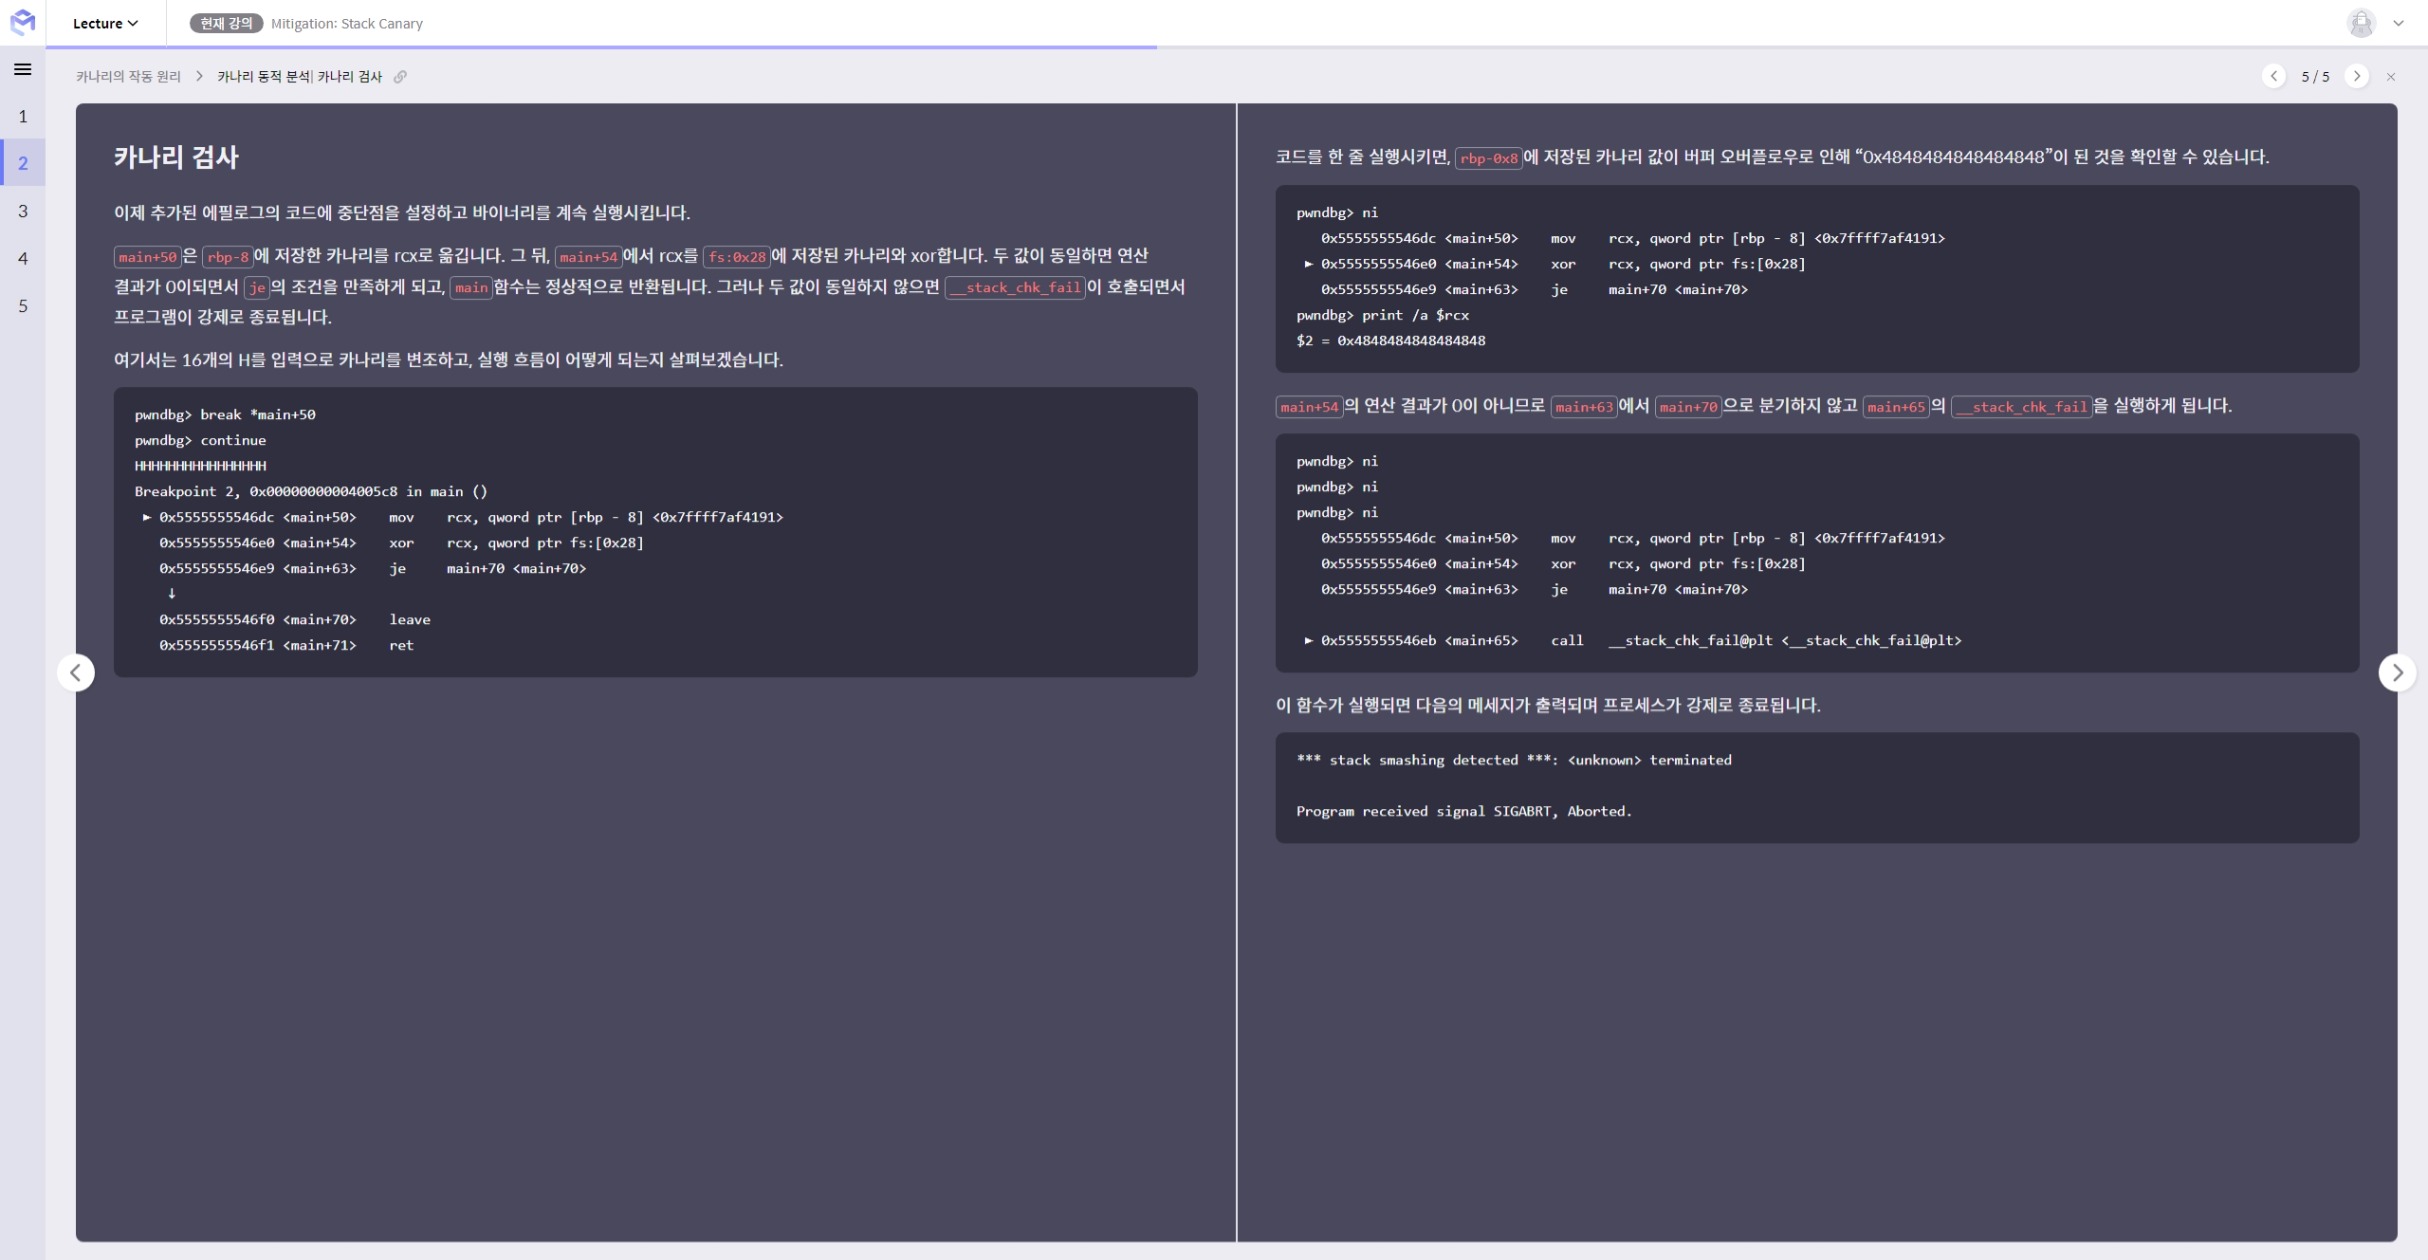 Lecture
현재 강의 Mitigation: Stack Canary
카나리의 작동 원리 > 카나리 동적 분석| 카나리 검사
5 / 5
1
2
3
4
5
카나리 검사
이제 추가된 에필로그의 코드에 중단점을 설정하고 바이너리를 계속 실행시킵니다.
main+50은 rbp-8에 저장한 카나리를 rcx로 옮깁니다. 그 뒤, main+54에서 rcx를 fs:0x28에 저장된 카나리와 xor합니다. 두 값이 동일하면 연산
결과가 0이되면서 je의 조건을 만족하게 되고, main함수는 정상적으로 반환됩니다. 그러나 두 값이 동일하지 않으면 __stack_chk_fail이 호출되면서
프로그램이 강제로 종료됩니다.
여기서는 16개의 H를 입력으로 카나리를 변조하고, 실행 흐름이 어떻게 되는지 살펴보겠습니다.
pwndbg> break *main+50
pwndbg> continue
HHHHHHHHHHHHHHHH
Breakpoint 2, 0x00000000004005c8 in main ()
► 0x5555555546dc <main+50>    mov    rcx, qword ptr [rbp - 8] <0x7ffff7af4191>
0x5555555546e0 <main+54>    xor    rcx, qword ptr fs:[0x28]
0x5555555546e9 <main+63>    je     main+70 <main+70>
↓
0x5555555546f0 <main+70>    leave
0x5555555546f1 <main+71>    ret
코드를 한 줄 실행시키면, rbp-0x8에 저장된 카나리 값이 버퍼 오버플로우로 인해 “0x4848484848484848”이 된 것을 확인할 수 있습니다.
pwndbg> ni
0x5555555546dc <main+50>    mov    rcx, qword ptr [rbp - 8] <0x7ffff7af4191>
► 0x5555555546e0 <main+54>    xor    rcx, qword ptr fs:[0x28]
0x5555555546e9 <main+63>    je     main+70 <main+70>
pwndbg> print /a $rcx
$2 = 0x4848484848484848
main+54의 연산 결과가 0이 아니므로 main+63에서 main+70으로 분기하지 않고 main+65의 __stack_chk_fail을 실행하게 됩니다.
pwndbg> ni
pwndbg> ni
pwndbg> ni
0x5555555546dc <main+50>    mov    rcx, qword ptr [rbp - 8] <0x7ffff7af4191>
0x5555555546e0 <main+54>    xor    rcx, qword ptr fs:[0x28]
0x5555555546e9 <main+63>    je     main+70 <main+70>
► 0x5555555546eb <main+65>    call   __stack_chk_fail@plt <__stack_chk_fail@plt>
이 함수가 실행되면 다음의 메세지가 출력되며 프로세스가 강제로 종료됩니다.
*** stack smashing detected ***: <unknown> terminated
Program received signal SIGABRT, Aborted.